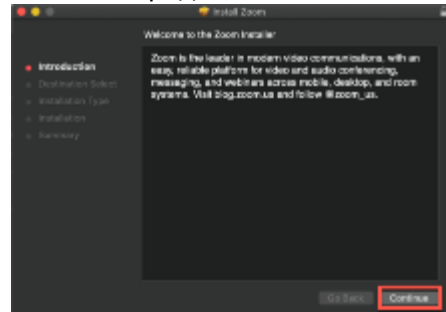 Install Zoom
Welcome to the Zoom Installer
Introduction
Destination Select
Installation Type
Installation
Summary
Zoom is the leader in modern video communications, with an
easy, reliable platform for video and audio conferencing,
messaging, and webinars across mobile, desktop, and room
systems. Visit blog.zoom.us and follow @zoom_us.
Go Back
Continue